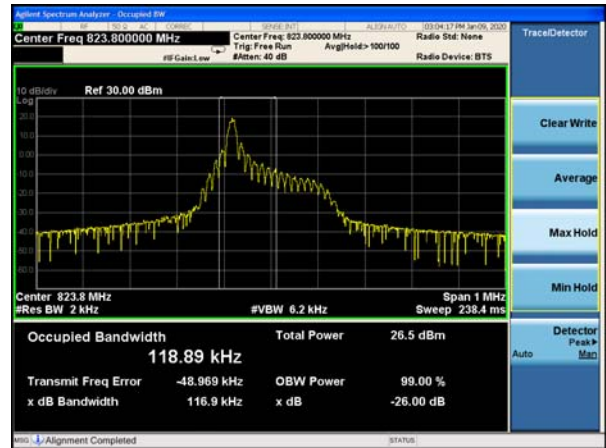 Agilent Spectrum Analyzer - Occupied BW
RF 50 Ω AC CORREC SENSE:INT ALIGN AUTO 03:04:17 PM Jan 09, 2020
Center Freq 823.800000 MHz
Center Freq: 823.800000 MHz
Radio Std: None
Trig: Free Run Avg|Hold:> 100/100
#IFGain:Low #Atten: 40 dB Radio Device: BTS
Trace/Detector
10 dB/div Ref 30.00 dBm
Log
20.0
10.0
0.00
10.0
20.0
30.0
40.0
50.0
60.0
Clear Write
Average
Max Hold
Min Hold
Center 823.8 MHz Span 1 MHz
#Res BW 2 kHz #VBW 6.2 kHz Sweep 238.4 ms
Occupied Bandwidth Total Power 26.5 dBm
118.89 kHz
Transmit Freq Error -48.969 kHz OBW Power 99.00 %
x dB Bandwidth 116.9 kHz x dB -26.00 dB
Detector
Peak▶
Auto Man
MSG Alignment Completed STATUS